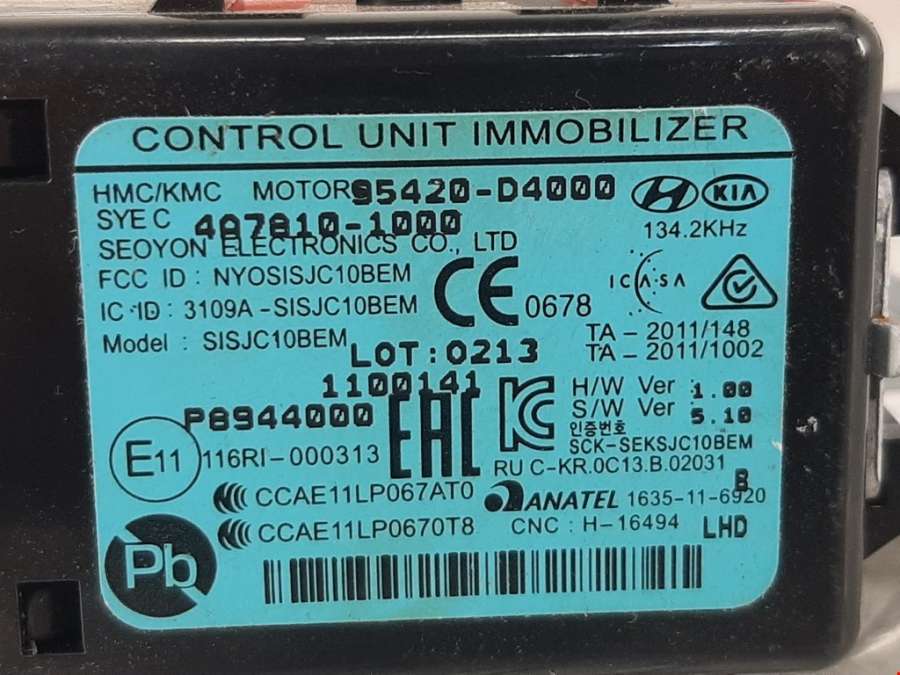 CONTROL UNIT IMMOBILIZER
HMC/KMC MOTOR 95420-D4000 KIA
SYE C 407810-1000 134.2KHz
SEOYON ELECTRONICS CO., LTD
FCC ID : NYOSISJC10BEM
IC ID : 3109A -SISJC10BEM CE 0678 ICASA
Model : SISJC10BEM TA - 2011/148
LOT:0213 TA - 2011/1002
1100141 H/W Ver : 1.00
P8944000 EAC KC S/W Ver : 5.10
인증번호
SCK-SEKSJC10BEM
E11 116RI-000313 RU C-KR.0C13.B.02031
B
CCAE11LP067AT0 ANATEL 1635-11-6920
CCAE11LP0670T8 CNC : H-16494 LHD
Pb